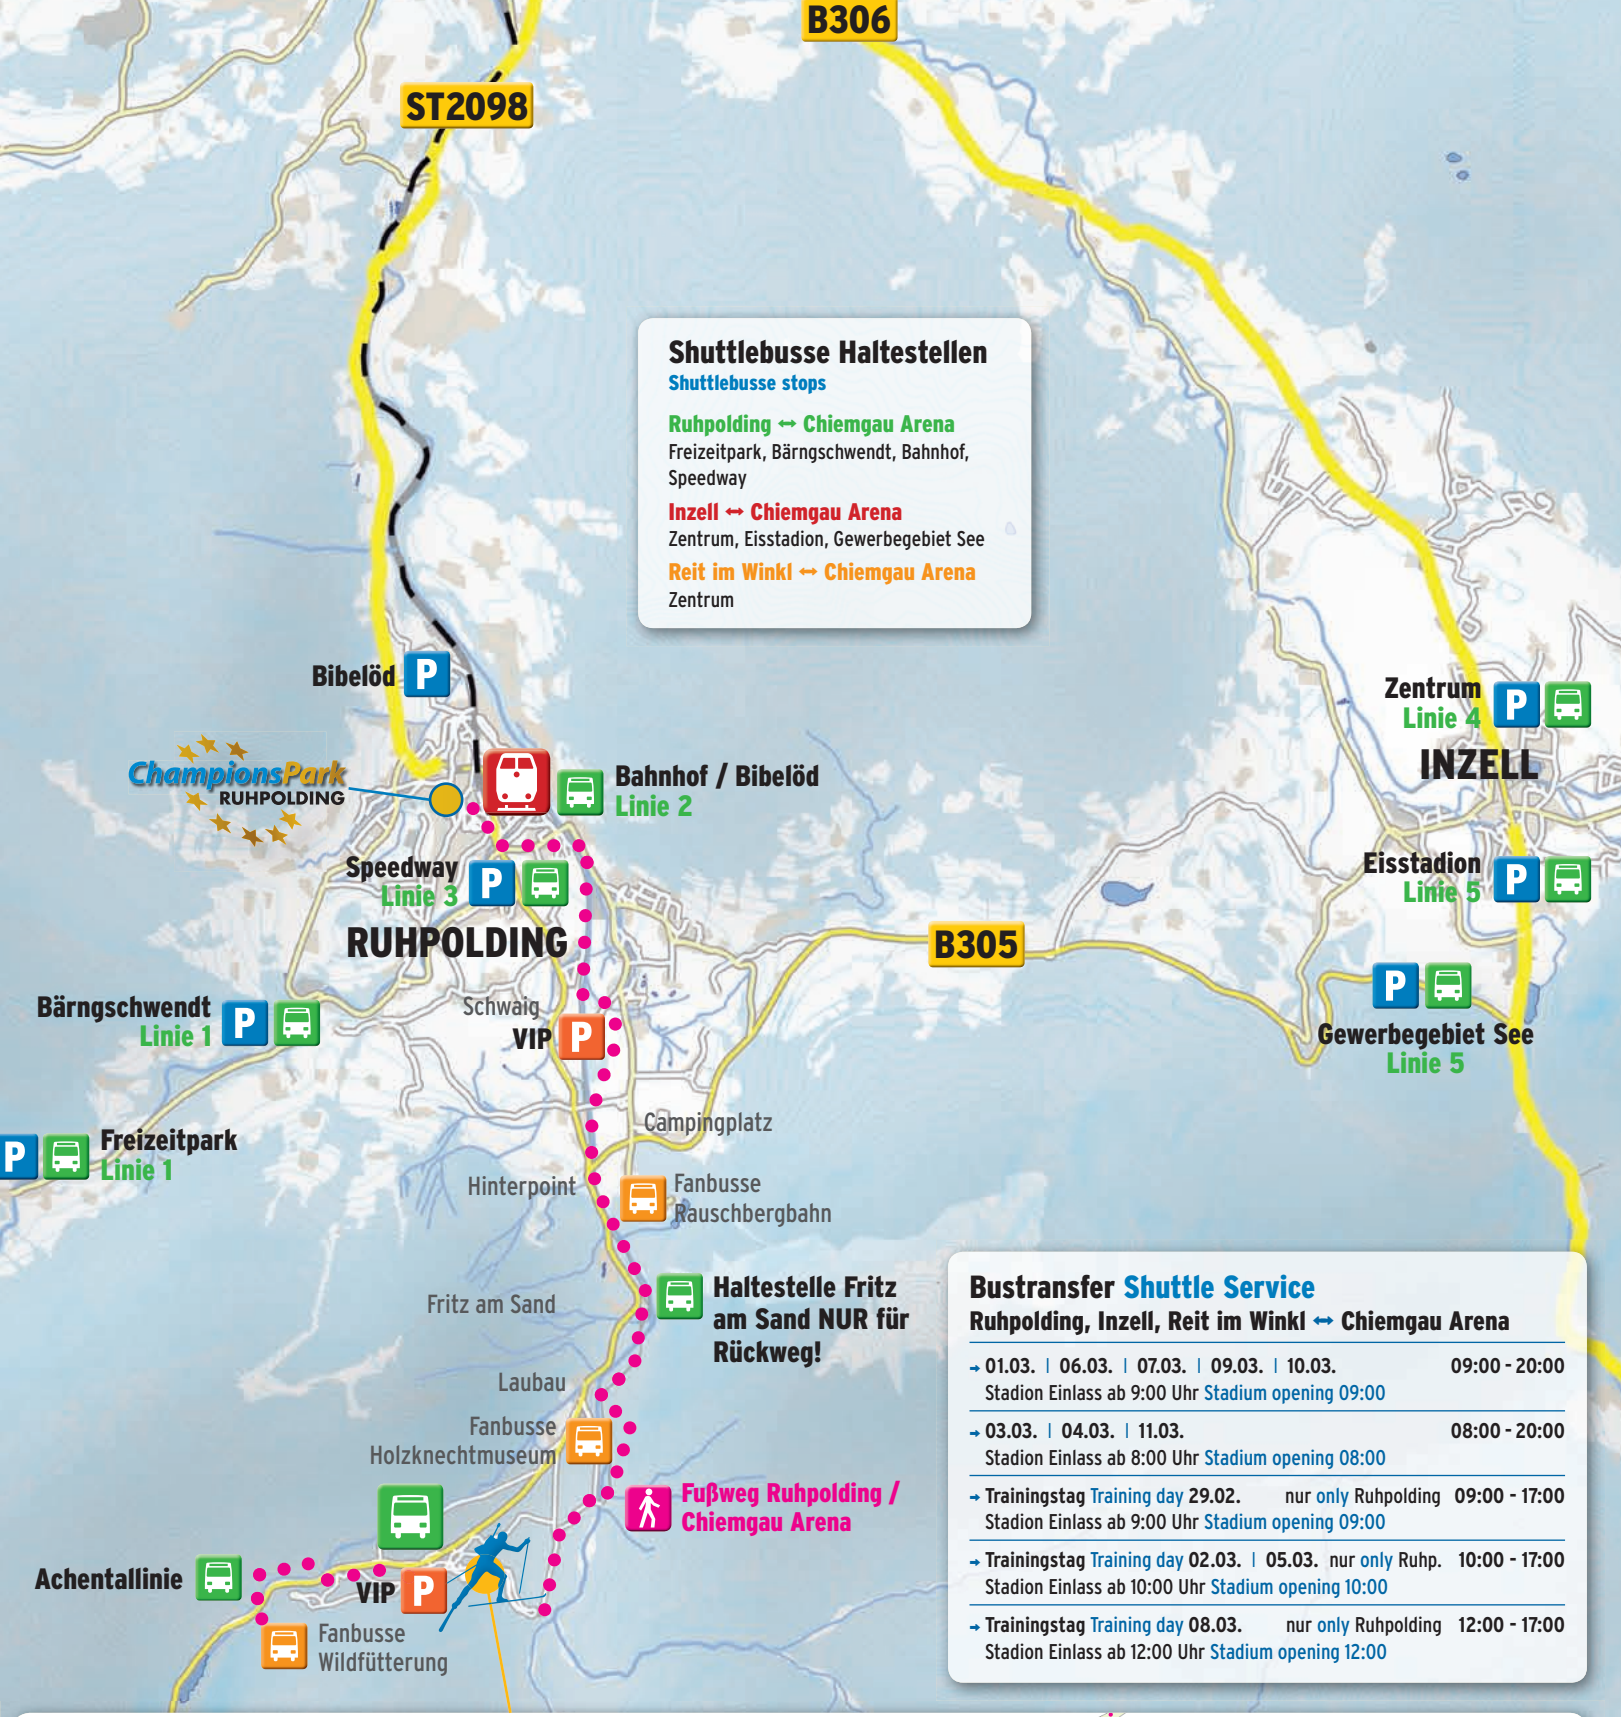 B306
ST2098
Shuttlebusse Haltestellen
Shuttlebusse stops
Ruhpolding ↔ Chiemgau Arena
Freizeitpark, Bärngschwendt, Bahnhof,
Speedway
Inzell ↔ Chiemgau Arena
Zentrum, Eisstadion, Gewerbegebiet See
Reit im Winkl ↔ Chiemgau Arena
Zentrum
Bibelöd P
Zentrum
Linie 4
P
INZELL
ChampionsPark
RUHPOLDING
Bahnhof / Bibelöd
Linie 2
Speedway
Linie 3
P
Eisstadion
Linie 5
P
RUHPOLDING
B305
Bärngschwendt
Linie 1
P
Schwaig
VIP P
P
Gewerbegebiet See
Linie 5
Campingplatz
P
Freizeitpark
Linie 1
Hinterpoint
Fanbusse
Rauschbergbahn
Fritz am Sand
Haltestelle Fritz
am Sand NUR für
Rückweg!
Laubau
Fanbusse
Holzknechtmuseum
Fußweg Ruhpolding /
Chiemgau Arena
Achentallinie
VIP P
Fanbusse
Wildfütterung
Bustransfer Shuttle Service
Ruhpolding, Inzell, Reit im Winkl ↔ Chiemgau Arena
→ 01.03. | 06.03. | 07.03. | 09.03. | 10.03. 09:00 - 20:00
Stadion Einlass ab 9:00 Uhr Stadium opening 09:00
→ 03.03. | 04.03. | 11.03. 08:00 - 20:00
Stadion Einlass ab 8:00 Uhr Stadium opening 08:00
→ Trainingstag Training day 29.02. nur only Ruhpolding 09:00 - 17:00
Stadion Einlass ab 9:00 Uhr Stadium opening 09:00
→ Trainingstag Training day 02.03. | 05.03. nur only Ruhp. 10:00 - 17:00
Stadion Einlass ab 10:00 Uhr Stadium opening 10:00
→ Trainingstag Training day 08.03. nur only Ruhpolding 12:00 - 17:00
Stadion Einlass ab 12:00 Uhr Stadium opening 12:00